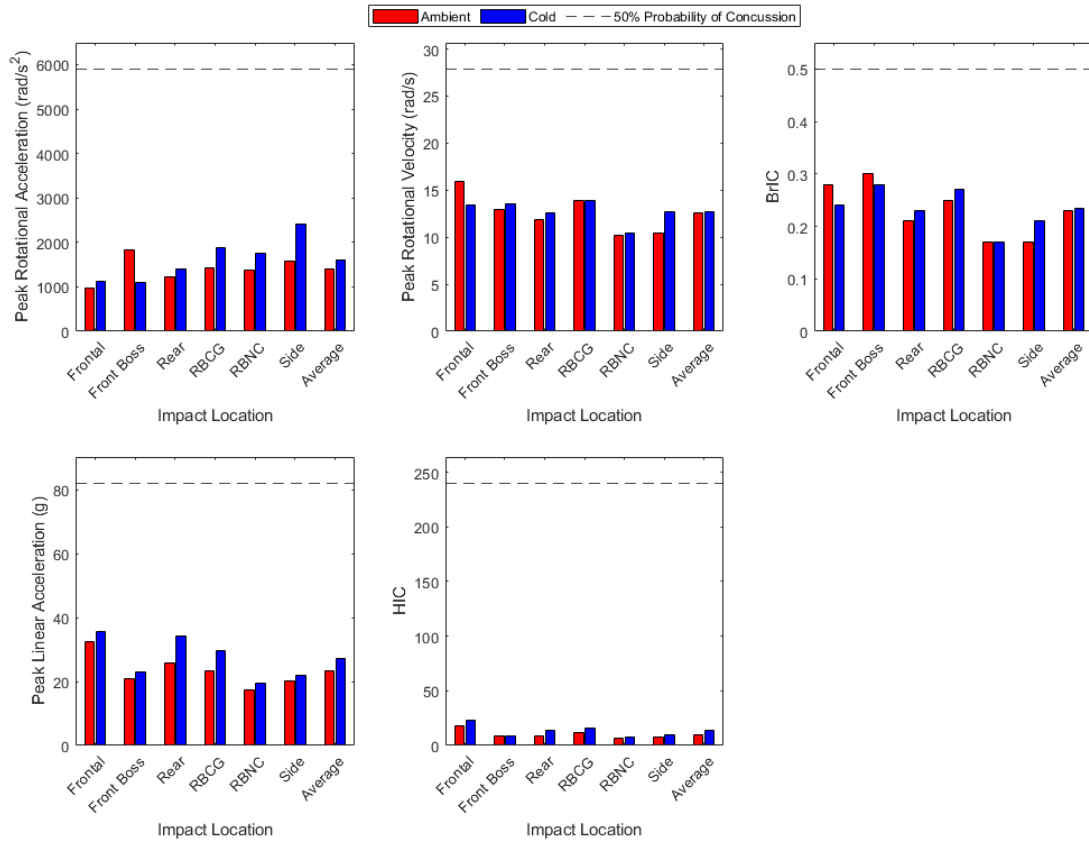 Ambient Cold 50% Probability of Concussion
Peak Rotational Acceleration (rad/s²)
6000
5000
4000
3000
2000
1000
0
Frontal
Front Boss
Rear
RBCG
RBNC
Side
Average
Impact Location
Peak Rotational Velocity (rad/s)
30
25
20
15
10
5
0
Frontal
Front Boss
Rear
RBCG
RBNC
Side
Average
Impact Location
BrIC
0.5
0.4
0.3
0.2
0.1
0
Frontal
Front Boss
Rear
RBCG
RBNC
Side
Average
Impact Location
Peak Linear Acceleration (g)
80
60
40
20
0
Frontal
Front Boss
Rear
RBCG
RBNC
Side
Average
Impact Location
HIC
250
200
150
100
50
0
Frontal
Front Boss
Rear
RBCG
RBNC
Side
Average
Impact Location